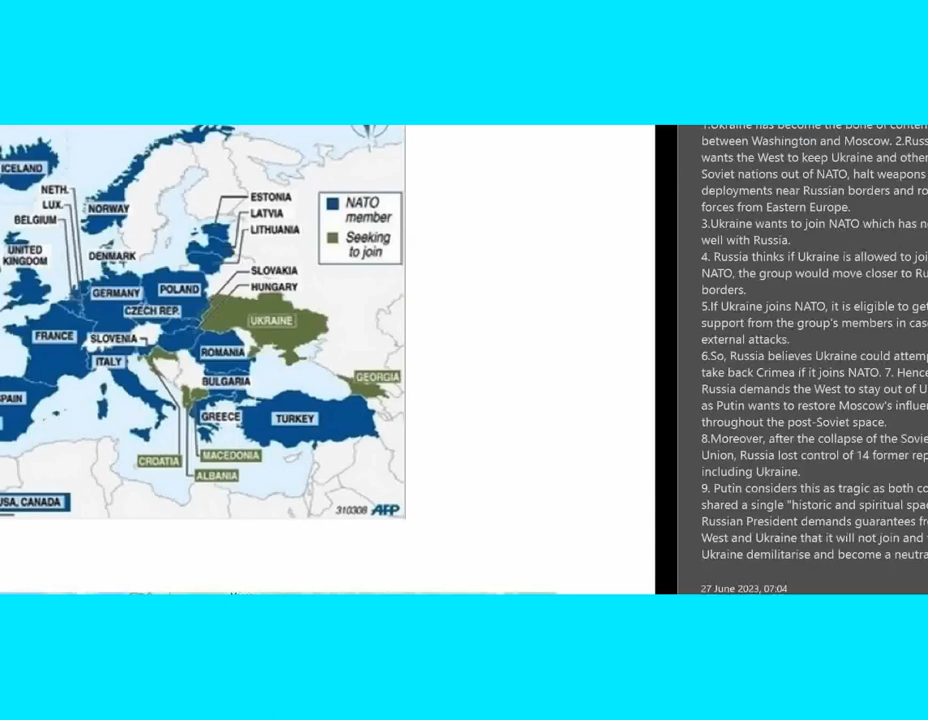 ICELAND
NETH.
LUX.
BELGIUM
NORWAY
UNITED
KINGDOM
DENMARK
GERMANY
POLAND
CZECH REP.
FRANCE
SLOVENIA
ITALY
ROMANIA
BULGARIA
GREECE
TURKEY
UKRAINE
GEORGIA
ESTONIA
LATVIA
LITHUANIA
SLOVAKIA
HUNGARY
CROATIA
MACEDONIA
ALBANIA
NATO
member
Seeking
to join
USA, CANADA
310308 AFP
between Washington and Moscow. 2.Russ
wants the West to keep Ukraine and other
Soviet nations out of NATO, halt weapons
deployments near Russian borders and ro
forces from Eastern Europe.
3.Ukraine wants to join NATO which has n
well with Russia.
4. Russia thinks if Ukraine is allowed to joi
NATO, the group would move closer to Ru
borders.
5.If Ukraine joins NATO, it is eligible to get
support from the group's members in case
external attacks.
6.So, Russia believes Ukraine could attemp
take back Crimea if it joins NATO. 7. Hence
Russia demands the West to stay out of U
as Putin wants to restore Moscow's influen
throughout the post-Soviet space.
8.Moreover, after the collapse of the Sovie
Union, Russia lost control of 14 former rep
including Ukraine.
9. Putin considers this as tragic as both co
shared a single "historic and spiritual spac
Russian President demands guarantees fr
West and Ukraine that it will not join and
Ukraine demilitarise and become a neutra
27 June 2023, 07:04